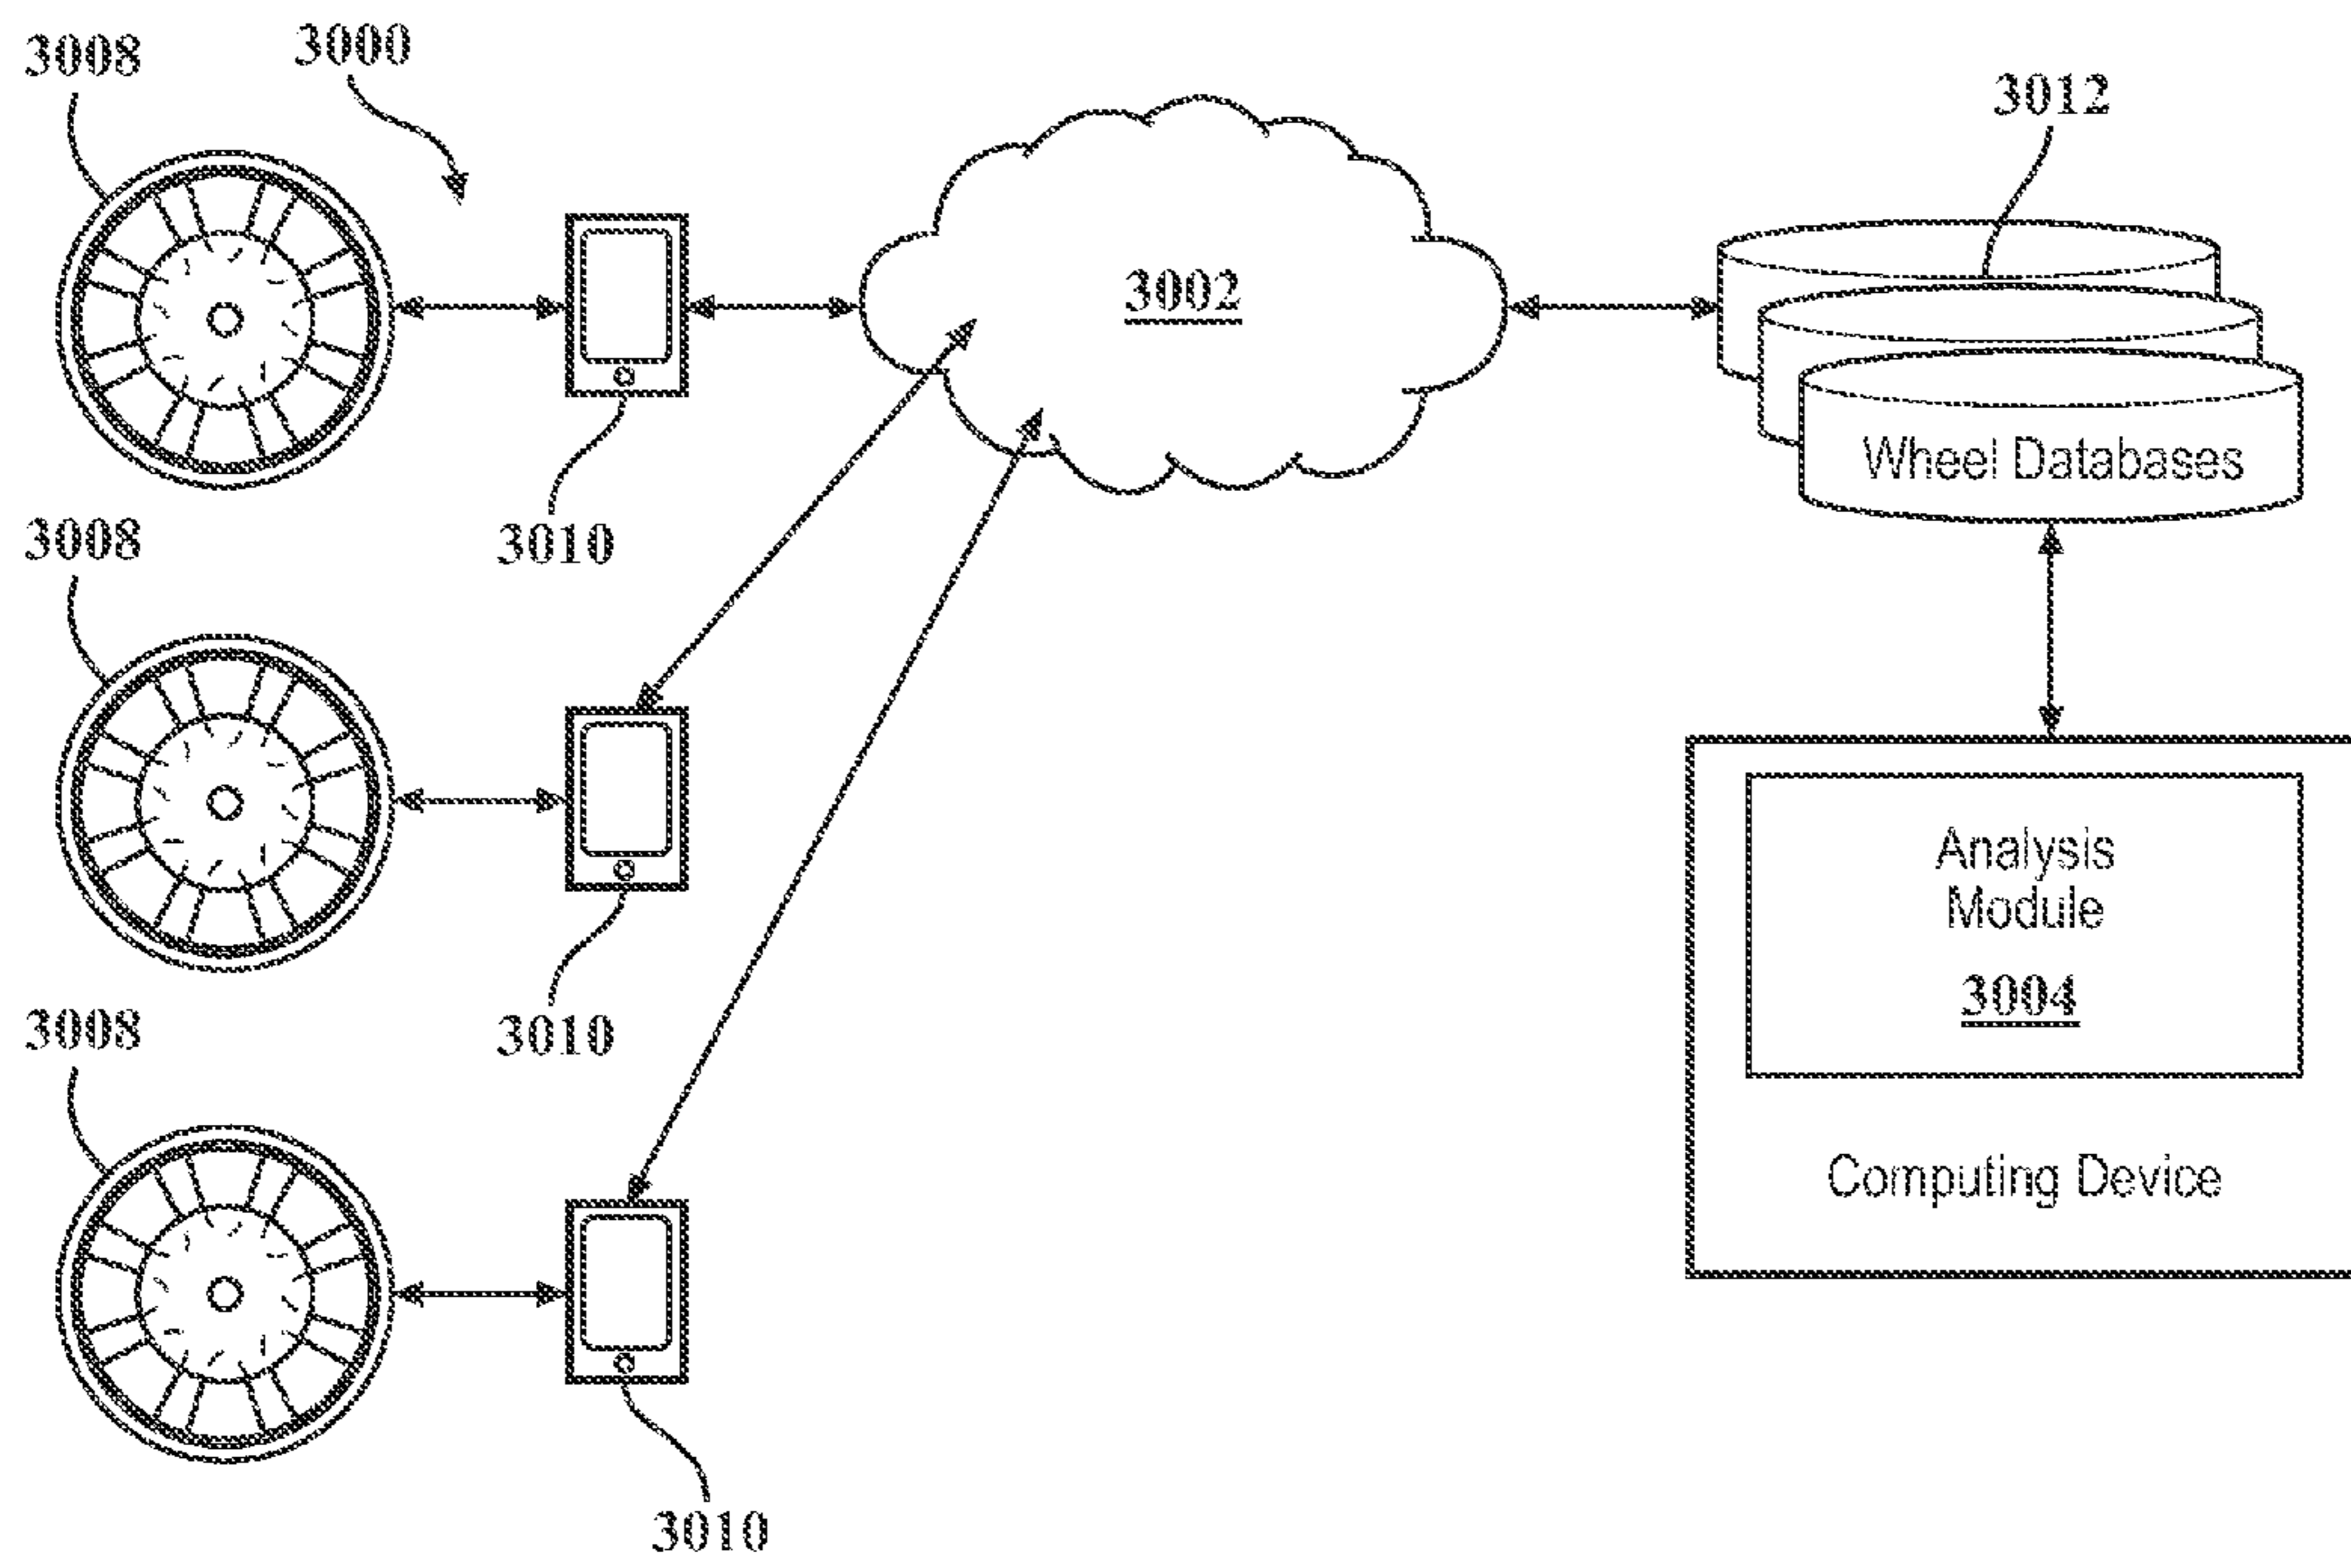 3008
3000
3012
3002
3010
Wheel Databases
3008
3010
Analysis
Module
3004
3008
Computing Device
3010